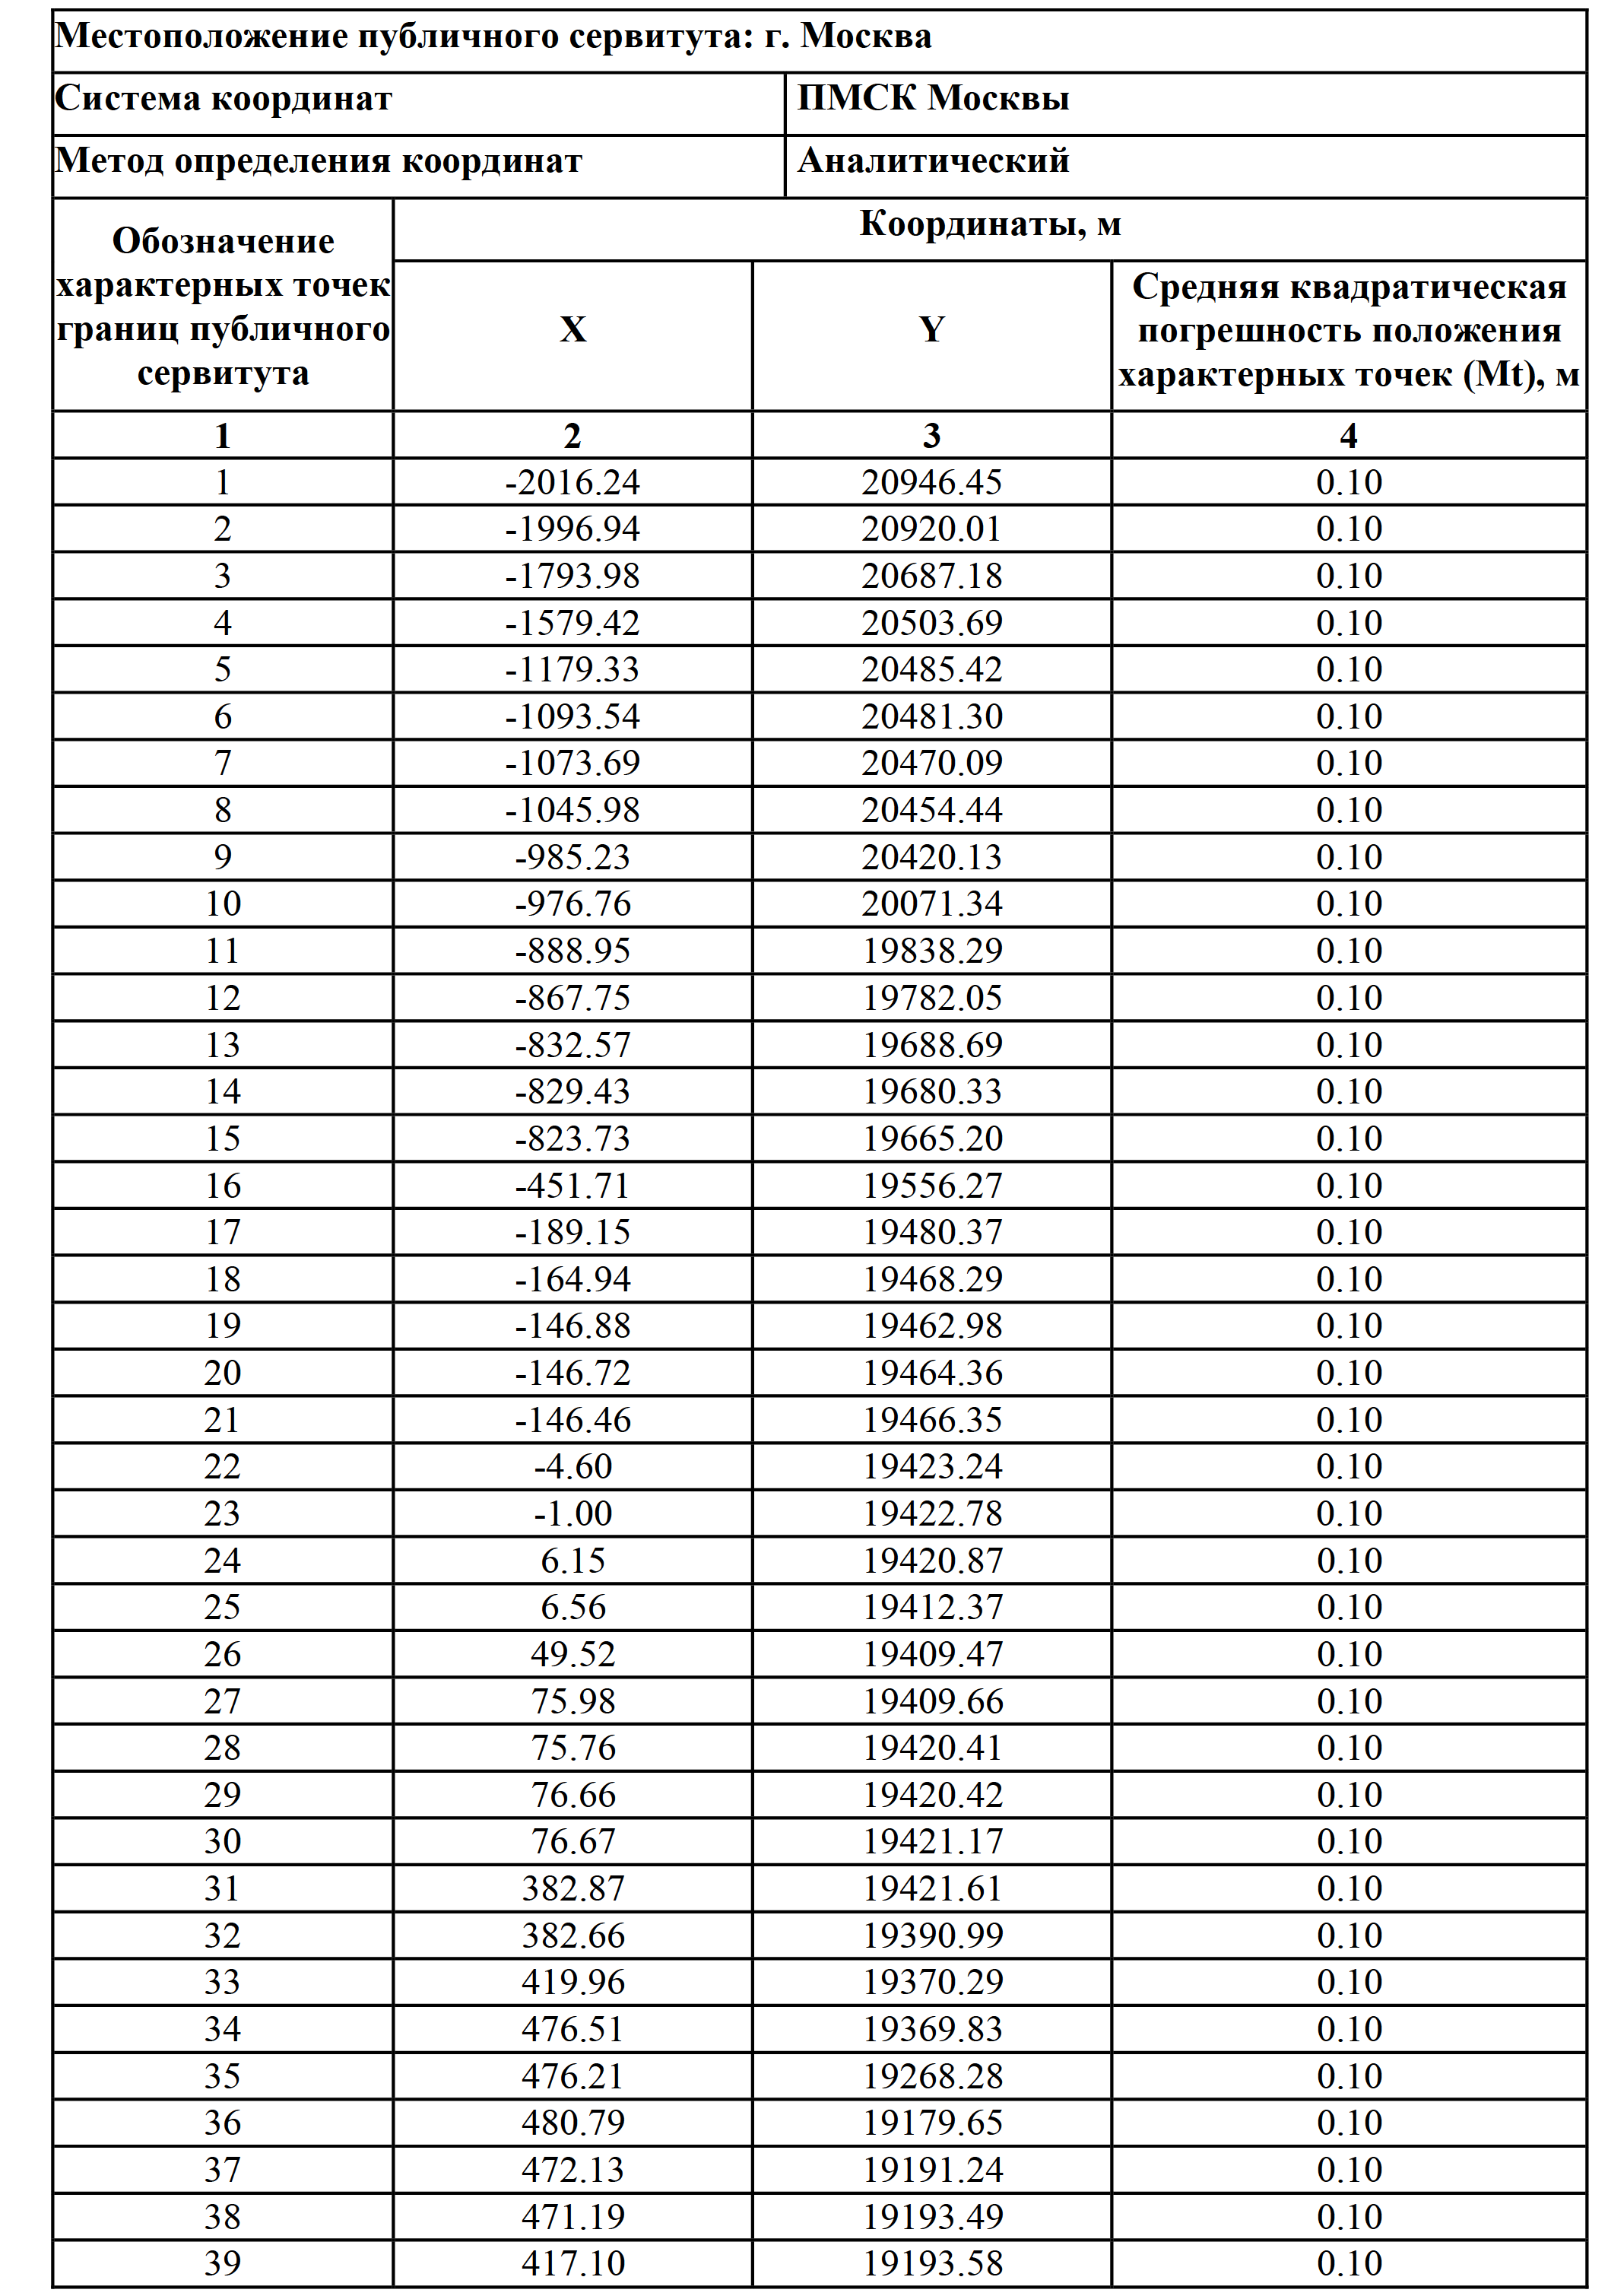 Местоположение публичного сервитута: г. Москва
Система координат ПМСК Москвы
Метод определения координат Аналитический
Обозначение характерных точек границ публичного сервитута
Координаты, м
X
Y
Средняя квадратическая погрешность положения характерных точек (Mt), м
1 2 3 4
1 -2016.24 20946.45 0.10
2 -1996.94 20920.01 0.10
3 -1793.98 20687.18 0.10
4 -1579.42 20503.69 0.10
5 -1179.33 20485.42 0.10
6 -1093.54 20481.30 0.10
7 -1073.69 20470.09 0.10
8 -1045.98 20454.44 0.10
9 -985.23 20420.13 0.10
10 -976.76 20071.34 0.10
11 -888.95 19838.29 0.10
12 -867.75 19782.05 0.10
13 -832.57 19688.69 0.10
14 -829.43 19680.33 0.10
15 -823.73 19665.20 0.10
16 -451.71 19556.27 0.10
17 -189.15 19480.37 0.10
18 -164.94 19468.29 0.10
19 -146.88 19462.98 0.10
20 -146.72 19464.36 0.10
21 -146.46 19466.35 0.10
22 -4.60 19423.24 0.10
23 -1.00 19422.78 0.10
24 6.15 19420.87 0.10
25 6.56 19412.37 0.10
26 49.52 19409.47 0.10
27 75.98 19409.66 0.10
28 75.76 19420.41 0.10
29 76.66 19420.42 0.10
30 76.67 19421.17 0.10
31 382.87 19421.61 0.10
32 382.66 19390.99 0.10
33 419.96 19370.29 0.10
34 476.51 19369.83 0.10
35 476.21 19268.28 0.10
36 480.79 19179.65 0.10
37 472.13 19191.24 0.10
38 471.19 19193.49 0.10
39 417.10 19193.58 0.10